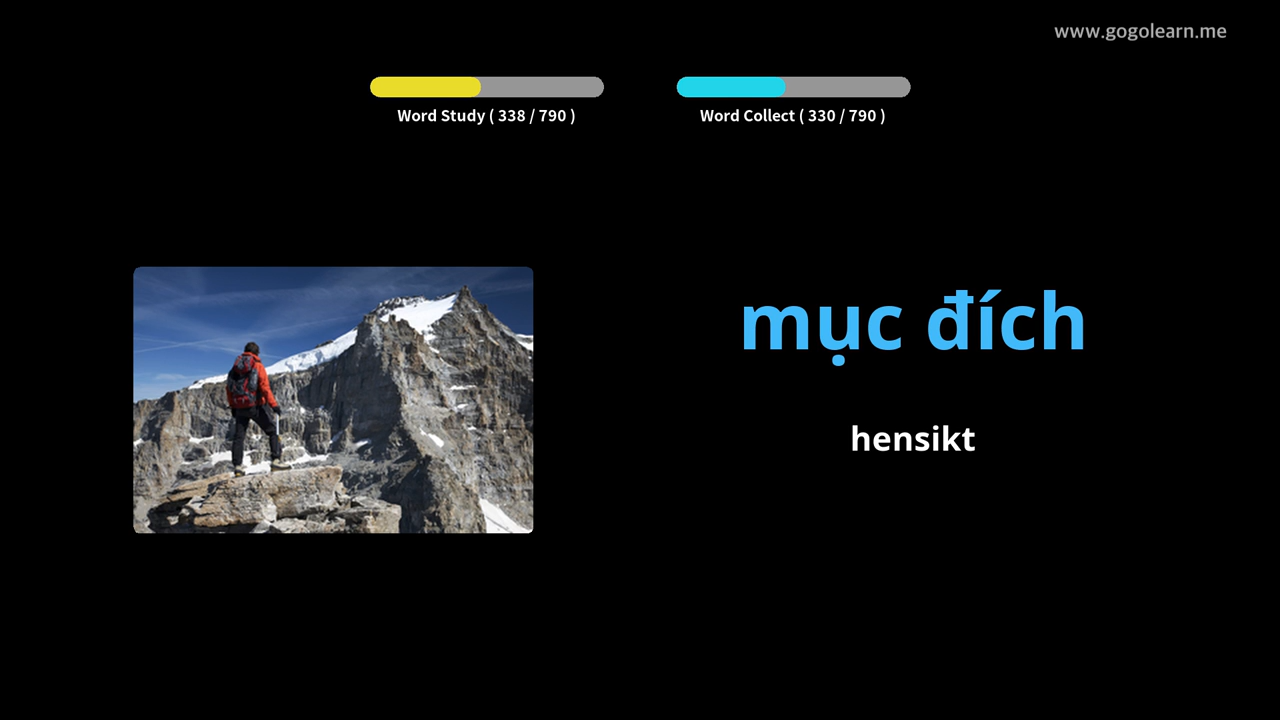 www.gogolearn.me
Word Study ( 338 / 790 )
Word Collect ( 330 / 790 )
mục đích
hensikt